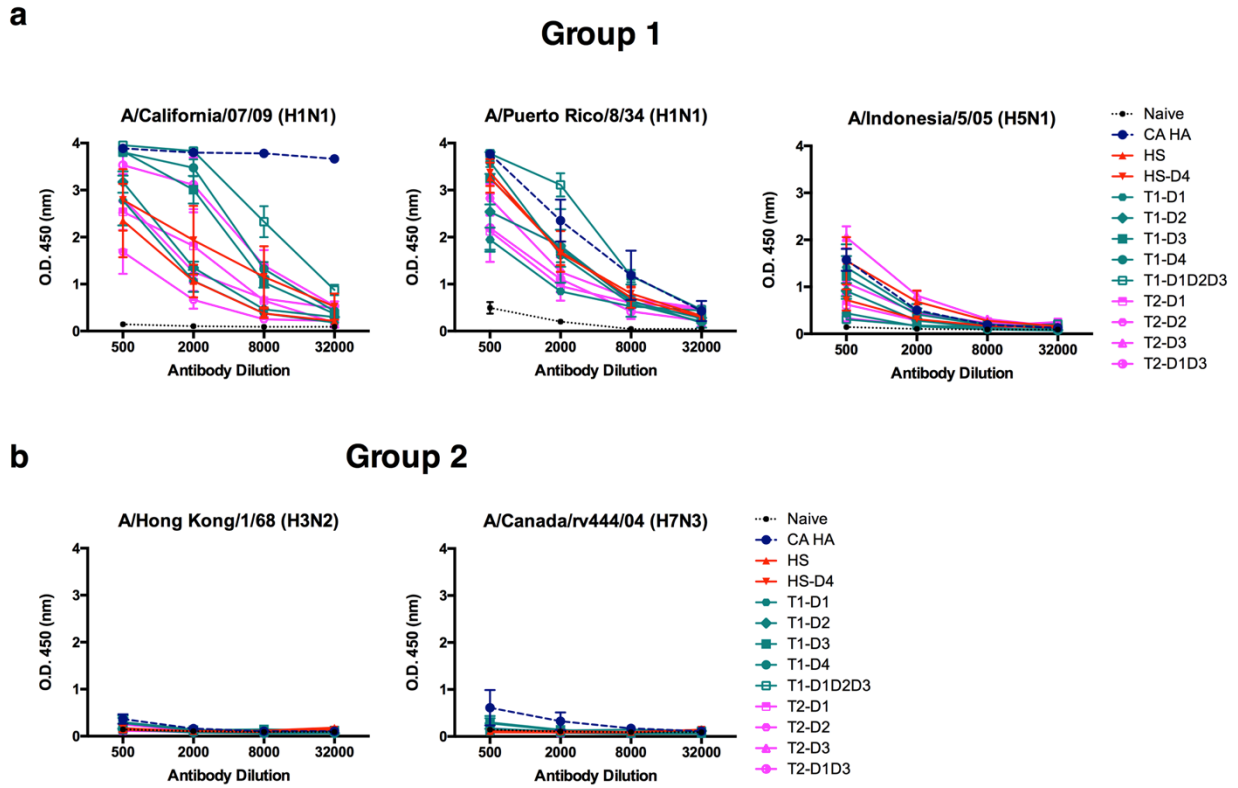 a
Group 1
A/California/07/09 (H1N1)
A/Puerto Rico/8/34 (H1N1)
A/Indonesia/5/05 (H5N1)
O.D. 450 (nm)
4
3
2
1
0
500 2000 8000 32000
Antibody Dilution
O.D. 450 (nm)
4
3
2
1
0
500 2000 8000 32000
Antibody Dilution
O.D. 450 (nm)
4
3
2
1
0
500 2000 8000 32000
Antibody Dilution
Naive
CA HA
HS
HS-D4
T1-D1
T1-D2
T1-D3
T1-D4
T1-D1D2D3
T2-D1
T2-D2
T2-D3
T2-D1D3
b
Group 2
A/Hong Kong/1/68 (H3N2)
A/Canada/rv444/04 (H7N3)
O.D. 450 (nm)
4
3
2
1
0
500 2000 8000 32000
Antibody Dilution
O.D. 450 (nm)
4
3
2
1
0
500 2000 8000 32000
Antibody Dilution
Naive
CA HA
HS
HS-D4
T1-D1
T1-D2
T1-D3
T1-D4
T1-D1D2D3
T2-D1
T2-D2
T2-D3
T2-D1D3